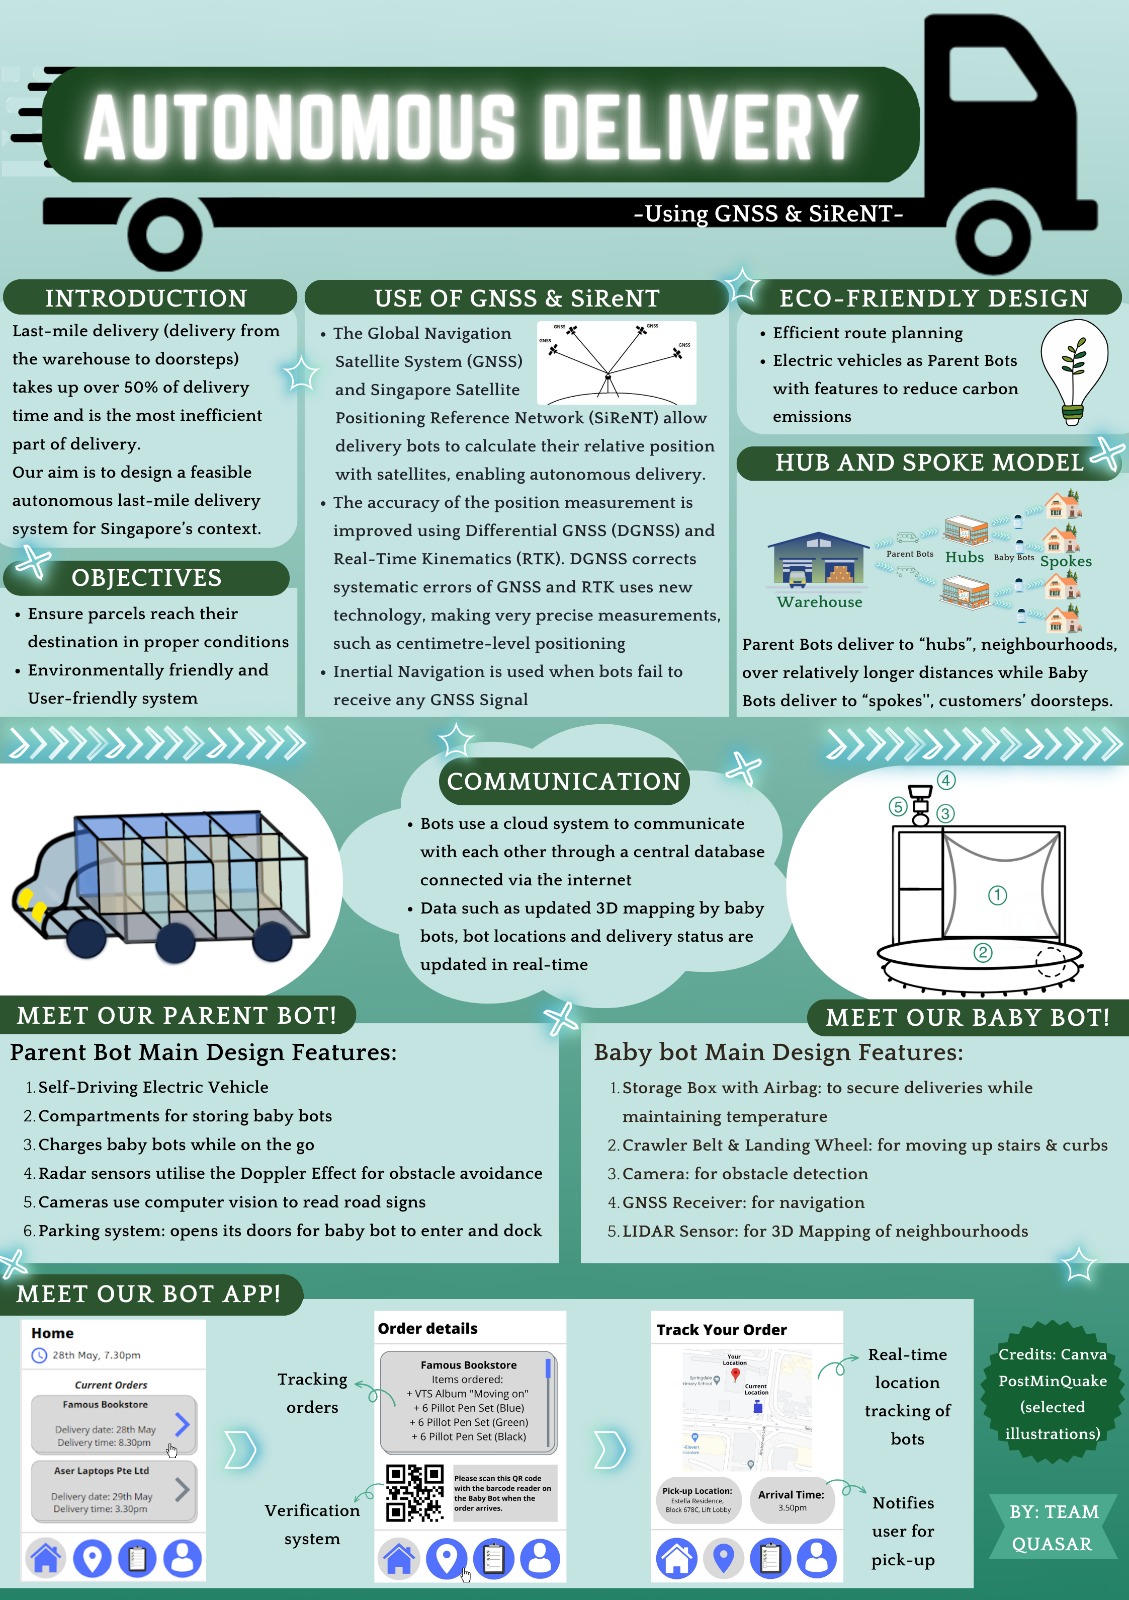 AUTONOMOUS DELIVERY
-Using GNSS & SiReNT-
INTRODUCTION
Last-mile delivery (delivery from
the warehouse to doorsteps)
takes up over 50% of delivery
time and is the most inefficient
part of delivery.
Our aim is to design a feasible
autonomous last-mile delivery
system for Singapore's context.
OBJECTIVES
• Ensure parcels reach their
destination in proper conditions
• Environmentally friendly and
User-friendly system
USE OF GNSS & SiReNT
• The Global Navigation
Satellite System (GNSS)
and Singapore Satellite
Positioning Reference Network (SiReNT) allow
delivery bots to calculate their relative position
with satellites, enabling autonomous delivery.
• The accuracy of the position measurement is
improved using Differential GNSS (DGNSS) and
Real-Time Kinematics (RTK). DGNSS corrects
systematic errors of GNSS and RTK uses new
technology, making very precise measurements,
such as centimetre-level positioning
• Inertial Navigation is used when bots fail to
receive any GNSS Signal
GNSS
GNSS
GNSS
GNSS
ECO-FRIENDLY DESIGN
• Efficient route planning
• Electric vehicles as Parent Bots
with features to reduce carbon
emissions
HUB AND SPOKE MODEL
Warehouse
Parent Bots
Hubs
Baby Bots
Spokes
Parent Bots deliver to “hubs”, neighbourhoods,
over relatively longer distances while Baby
Bots deliver to “spokes", customers’ doorsteps.
COMMUNICATION
• Bots use a cloud system to communicate
with each other through a central database
connected via the internet
• Data such as updated 3D mapping by baby
bots, bot locations and delivery status are
updated in real-time
4
5
3
1
2
MEET OUR PARENT BOT!
Parent Bot Main Design Features:
1. Self-Driving Electric Vehicle
2. Compartments for storing baby bots
3. Charges baby bots while on the go
4. Radar sensors utilise the Doppler Effect for obstacle avoidance
5. Cameras use computer vision to read road signs
6. Parking system: opens its doors for baby bot to enter and dock
MEET OUR BABY BOT!
Baby bot Main Design Features:
1. Storage Box with Airbag: to secure deliveries while
maintaining temperature
2. Crawler Belt & Landing Wheel: for moving up stairs & curbs
3. Camera: for obstacle detection
4. GNSS Receiver: for navigation
5. LIDAR Sensor: for 3D Mapping of neighbourhoods
MEET OUR BOT APP!
Home
28th May, 7.30pm
Current Orders
Famous Bookstore
Delivery date: 28th May
Delivery time: 8.30pm
Aser Laptops Pte Ltd
Delivery date: 29th May
Delivery time: 3.30pm
Tracking
orders
Verification
system
Order details
Famous Bookstore
Items ordered:
+ VTS Album "Moving on"
+ 6 Pillot Pen Set (Blue)
+ 6 Pillot Pen Set (Green)
+ 6 Pillot Pen Set (Black)
Please scan this QR code
with the barcode reader on
the Baby Bot when the
order arrives.
Track Your Order
Your
Location
Current
Location
Pick-up Location:
Estella Residence,
Block 678C, Lift Lobby
Arrival Time:
3.50pm
Real-time
location
tracking of
bots
Notifies
user for
pick-up
Credits: Canva
PostMinQuake
(selected
illustrations)
BY: TEAM
QUASAR